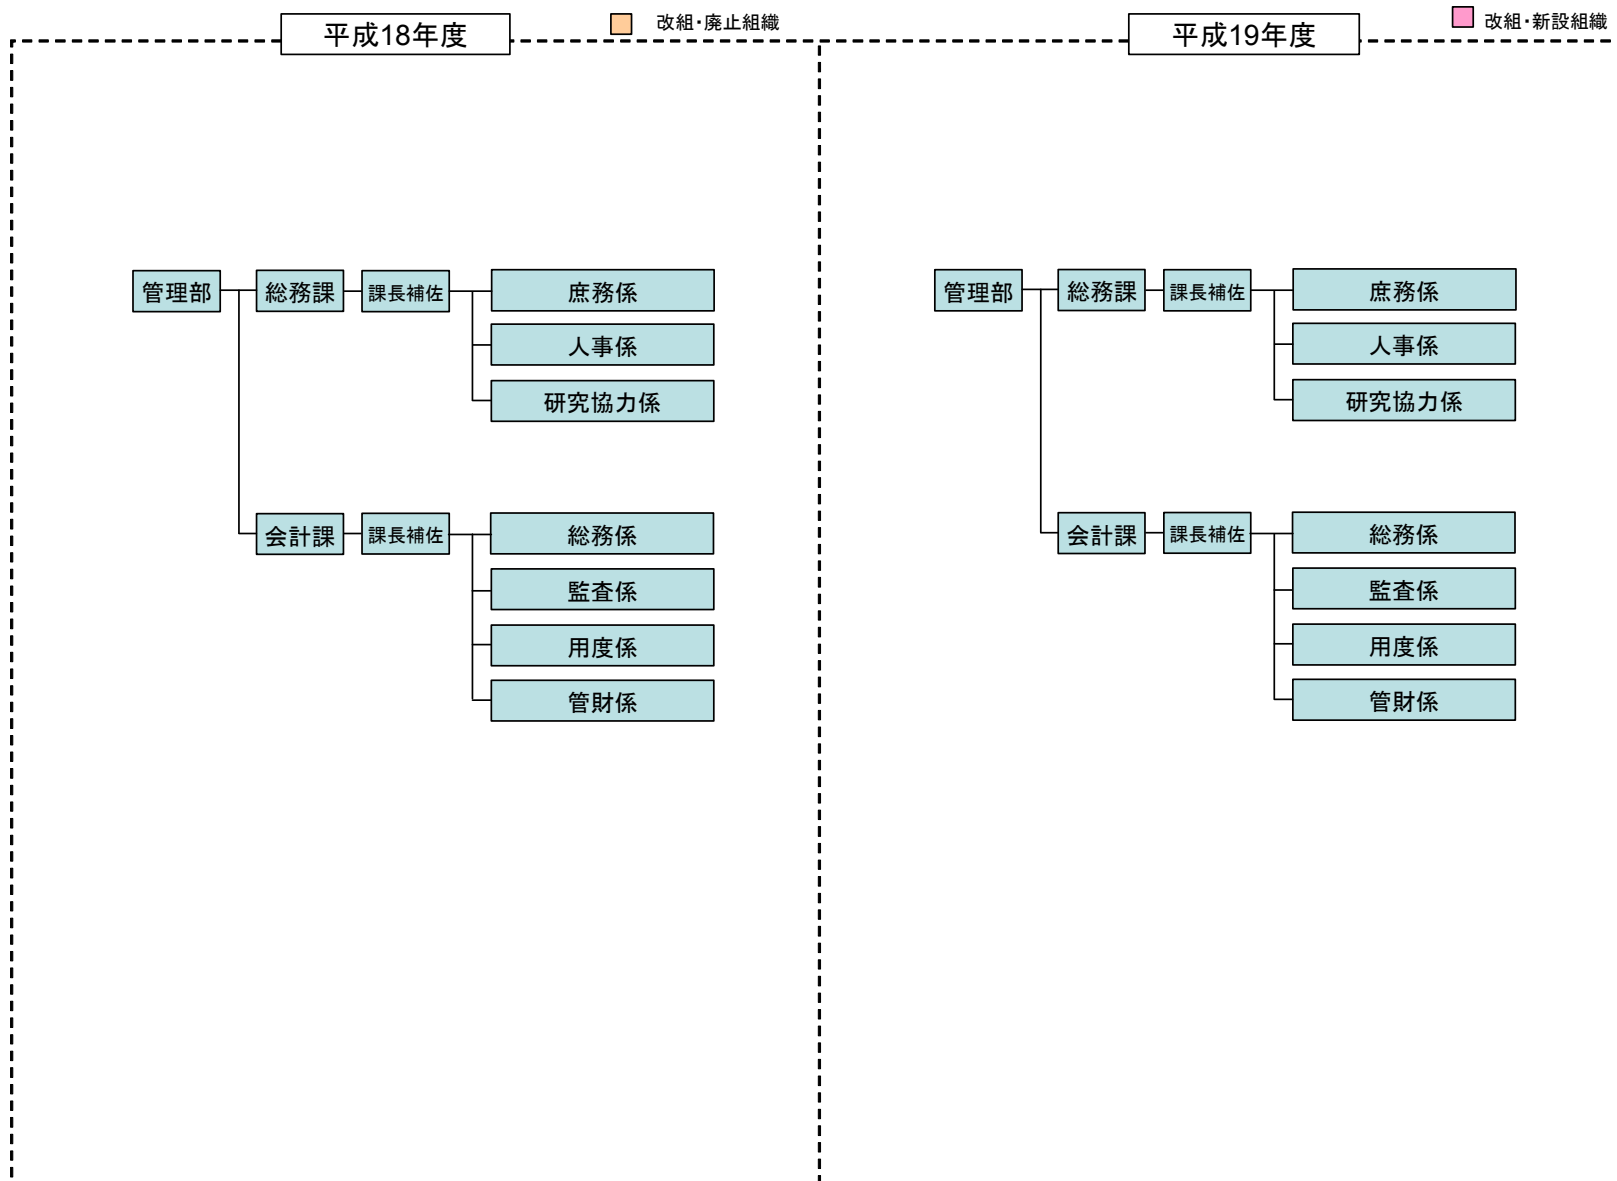 平成18年度
改組・廃止組織
平成19年度
改組・新設組織
管理部
総務課
課長補佐
庶務係
人事係
研究協力係
会計課
課長補佐
総務係
監査係
用度係
管財係
管理部
総務課
課長補佐
庶務係
人事係
研究協力係
会計課
課長補佐
総務係
監査係
用度係
管財係